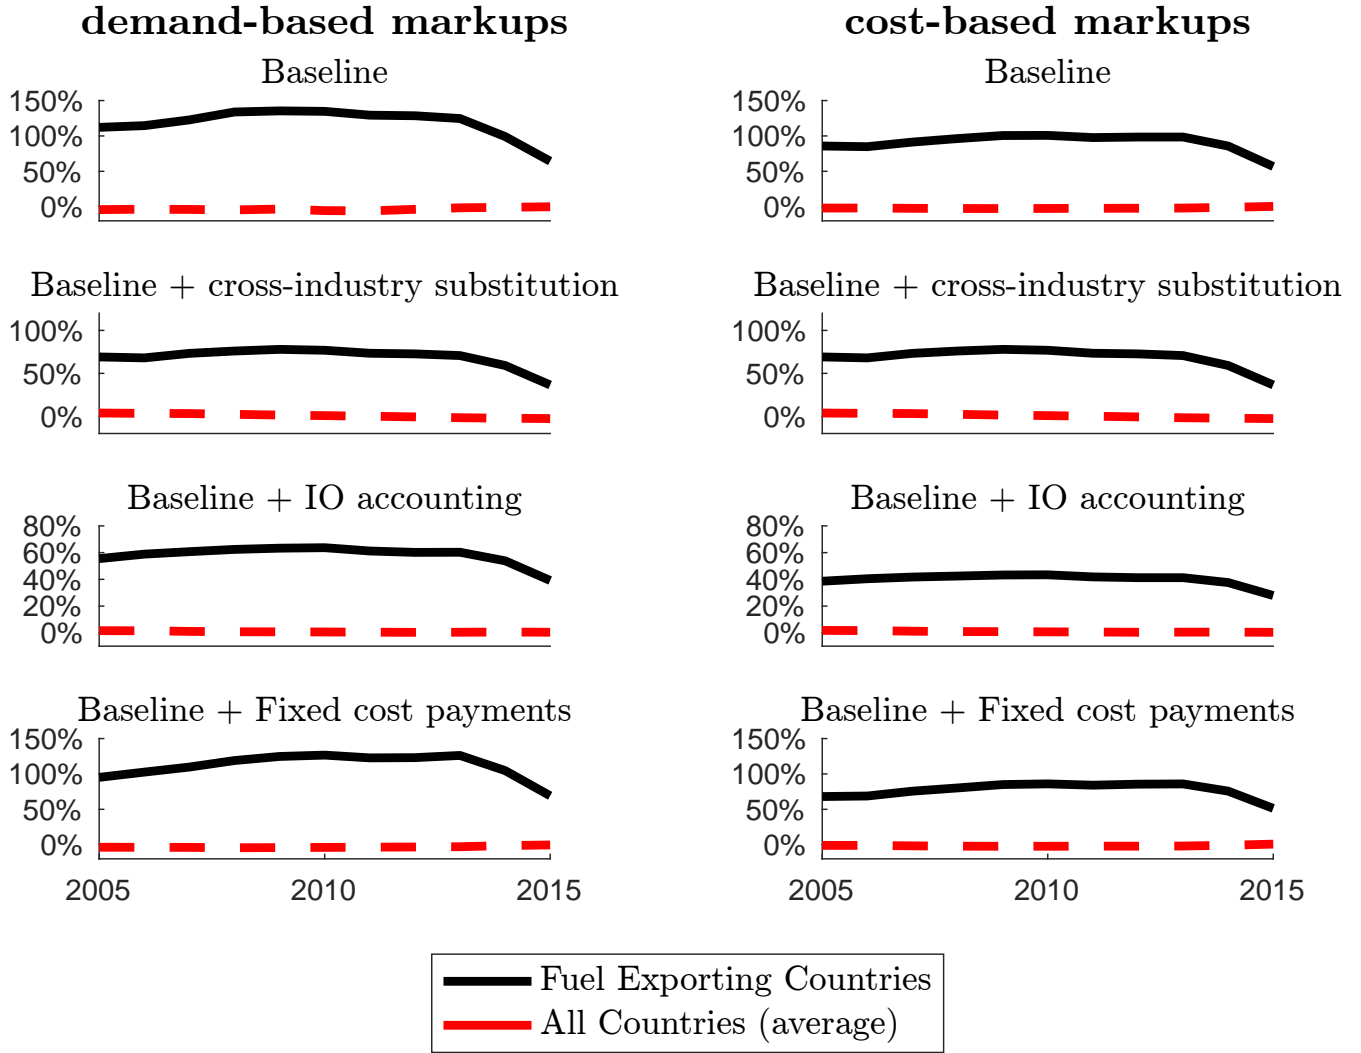 demand-based markups
cost-based markups
Baseline
150%
100%
50%
0%
Baseline
150%
100%
50%
0%
Baseline + cross-industry substitution
100%
50%
0%
Baseline + cross-industry substitution
100%
50%
0%
Baseline + IO accounting
80%
60%
40%
20%
0%
Baseline + IO accounting
80%
60%
40%
20%
0%
Baseline + Fixed cost payments
150%
100%
50%
0%
2005 2010 2015
Baseline + Fixed cost payments
150%
100%
50%
0%
2005 2010 2015
Fuel Exporting Countries
All Countries (average)